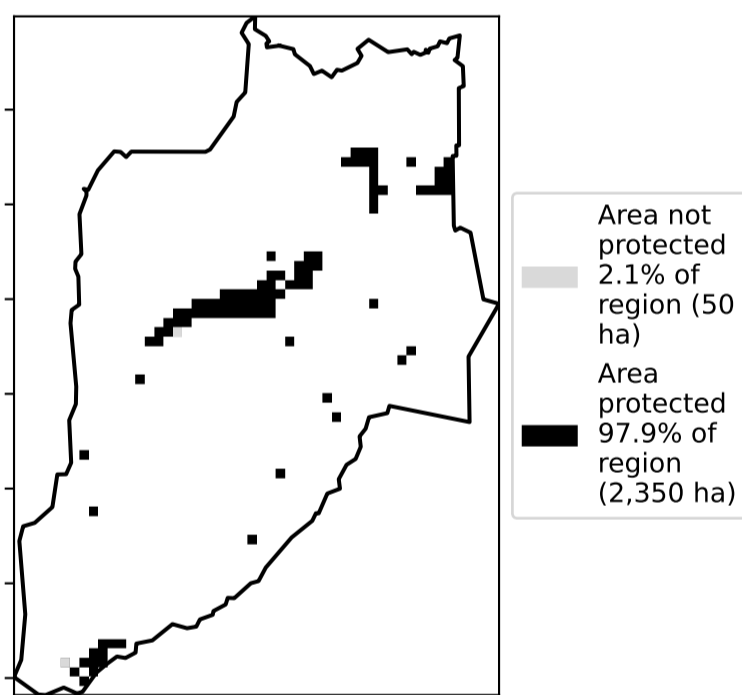 Area not
protected
2.1% of
region (50
ha)
Area
protected
97.9% of
region
(2,350 ha)